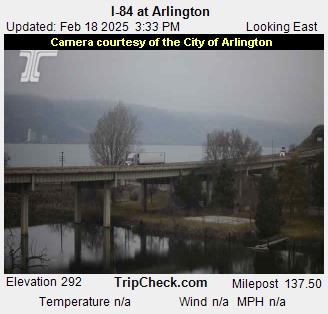 I-84 at Arlington
Updated: Feb 18 2025 3:33 PM Looking East
Camera courtesy of the City of Arlington
Elevation 292 TripCheck.com Milepost 137.50
Temperature n/a Wind n/a MPH n/a